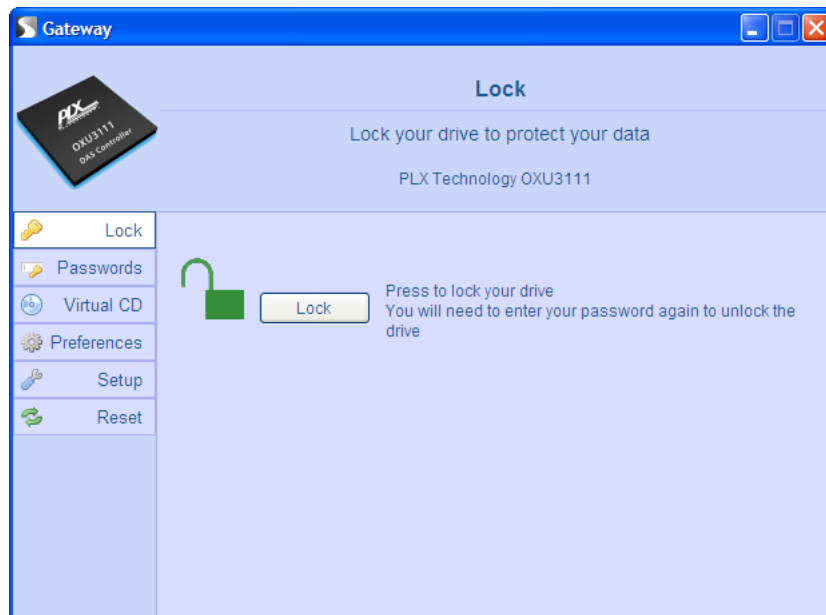 Gateway
PLX
OXU3111
DAS Controller
Lock
Lock your drive to protect your data
PLX Technology OXU3111
Lock
Passwords
Virtual CD
Preferences
Setup
Reset
Lock
Press to lock your drive
You will need to enter your password again to unlock the
drive